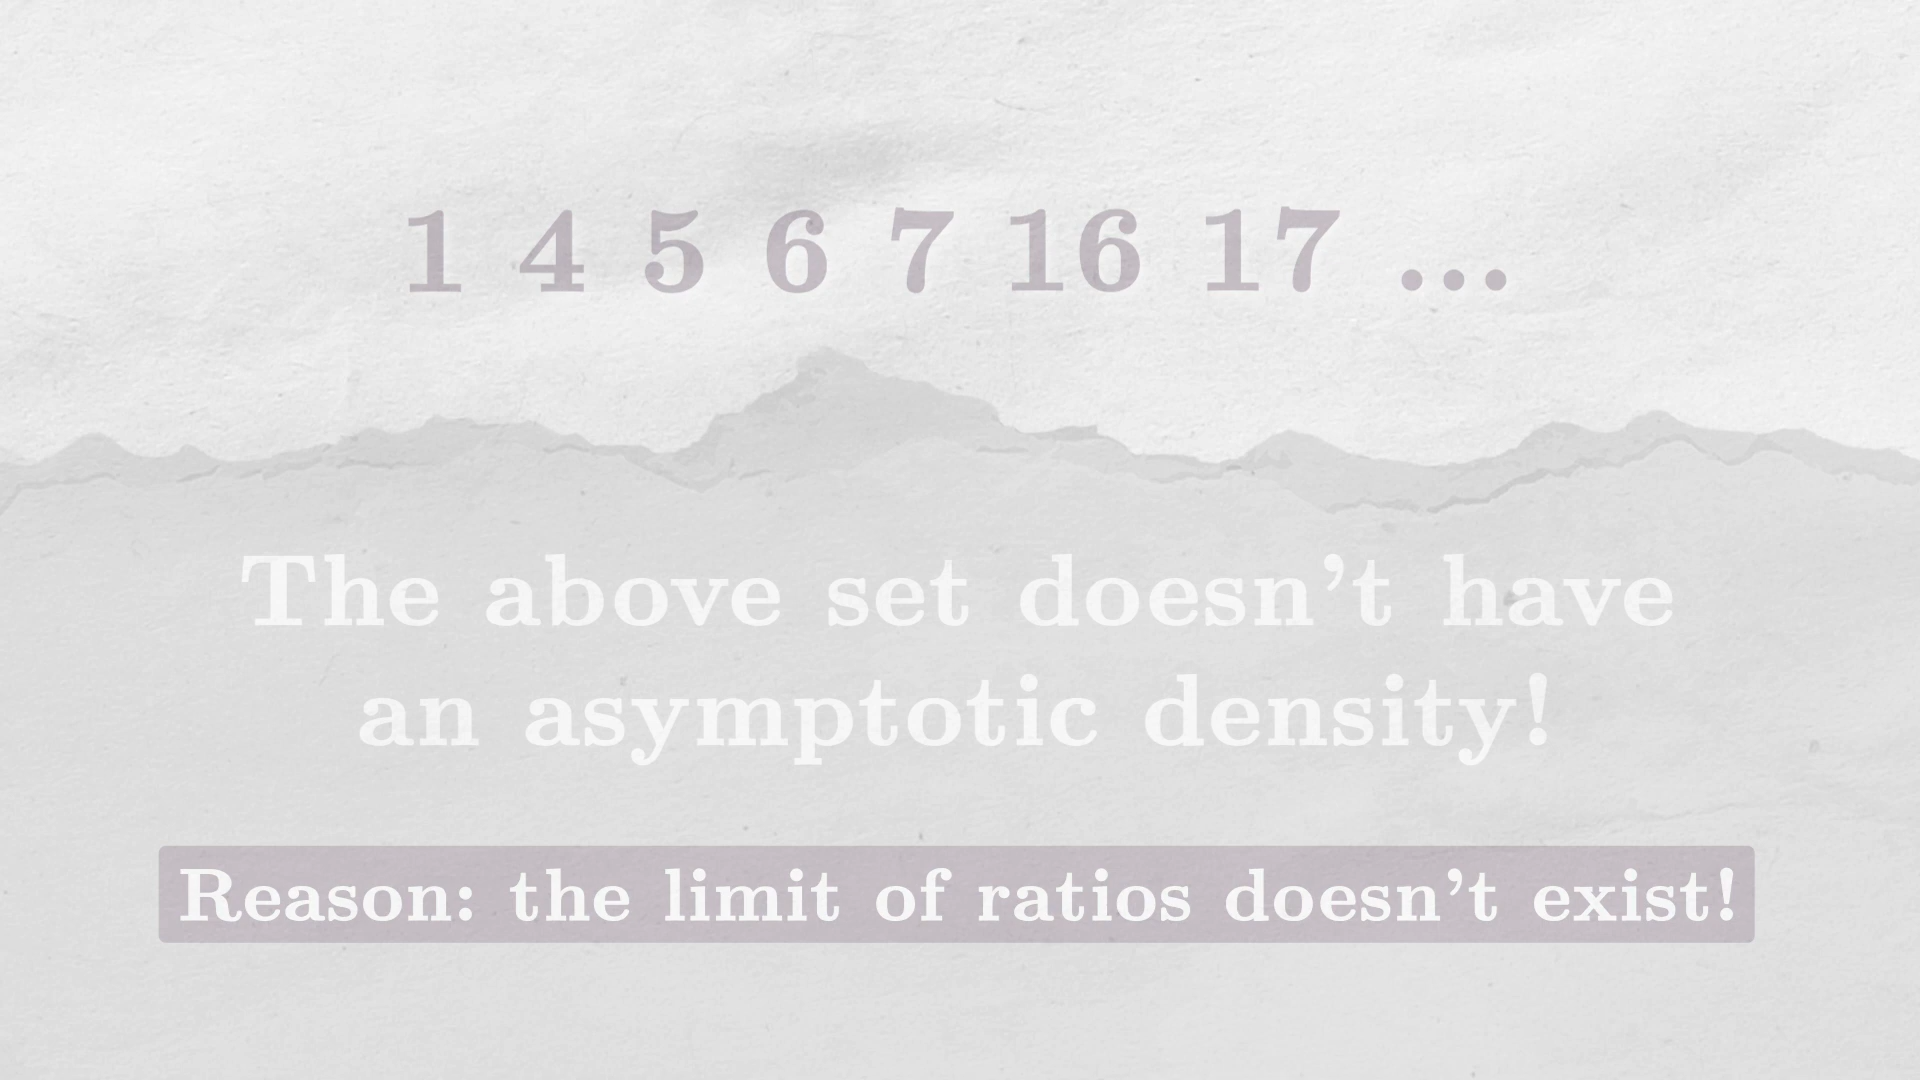 1 4 5 6 7 16 17 ...
The above set doesn't have
an asymptotic density!
Reason: the limit of ratios doesn't exist!